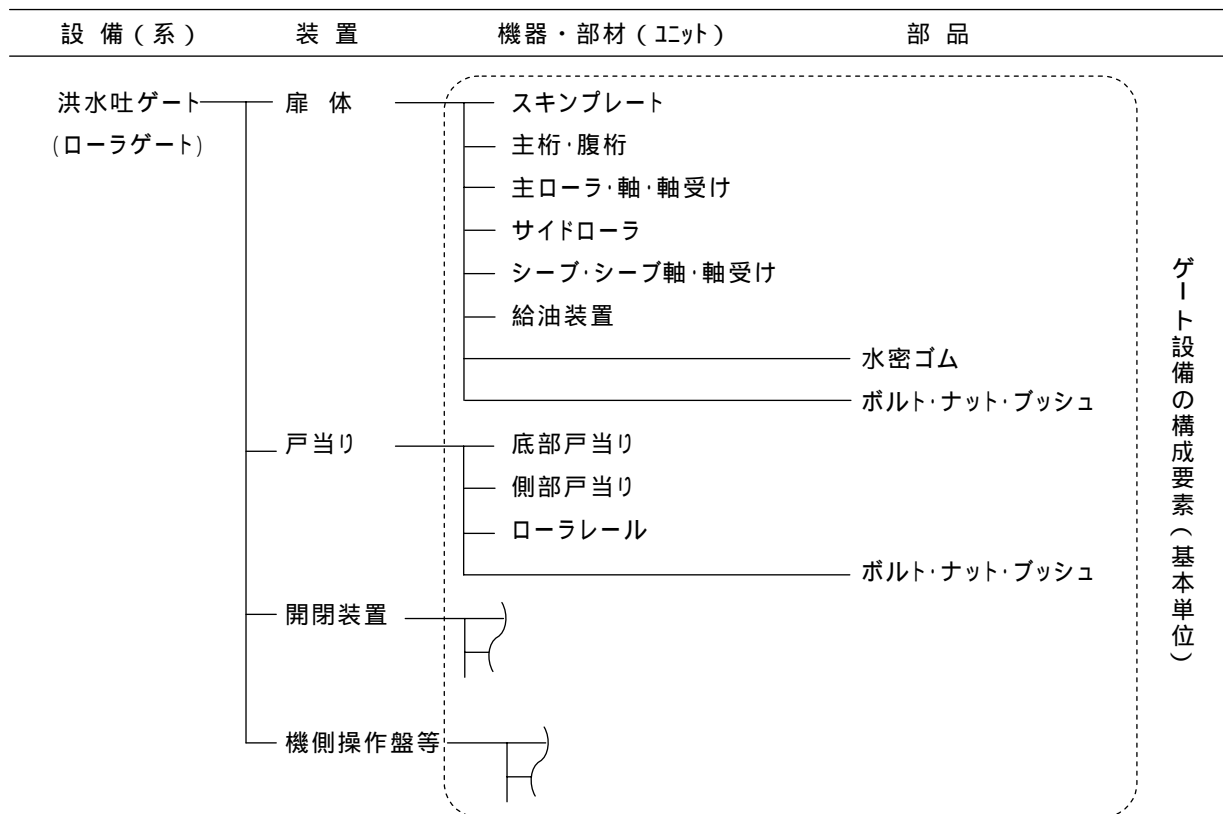 設 備 ( 系 ) 装 置 機器・部材 ( ユニット ) 部 品
洪水吐ゲート 扉 体 スキンプレート
(ローラゲート) 主桁・腹桁
主ローラ・軸・軸受け
サイドローラ
シーブ・シーブ軸・軸受け
給油装置
水密ゴム
ボルト・ナット・ブッシュ
戸当り 底部戸当り
側部戸当り
ローラレール
ボルト・ナット・ブッシュ
開閉装置
機側操作盤等
ゲート設備の構成要素(基本単位)